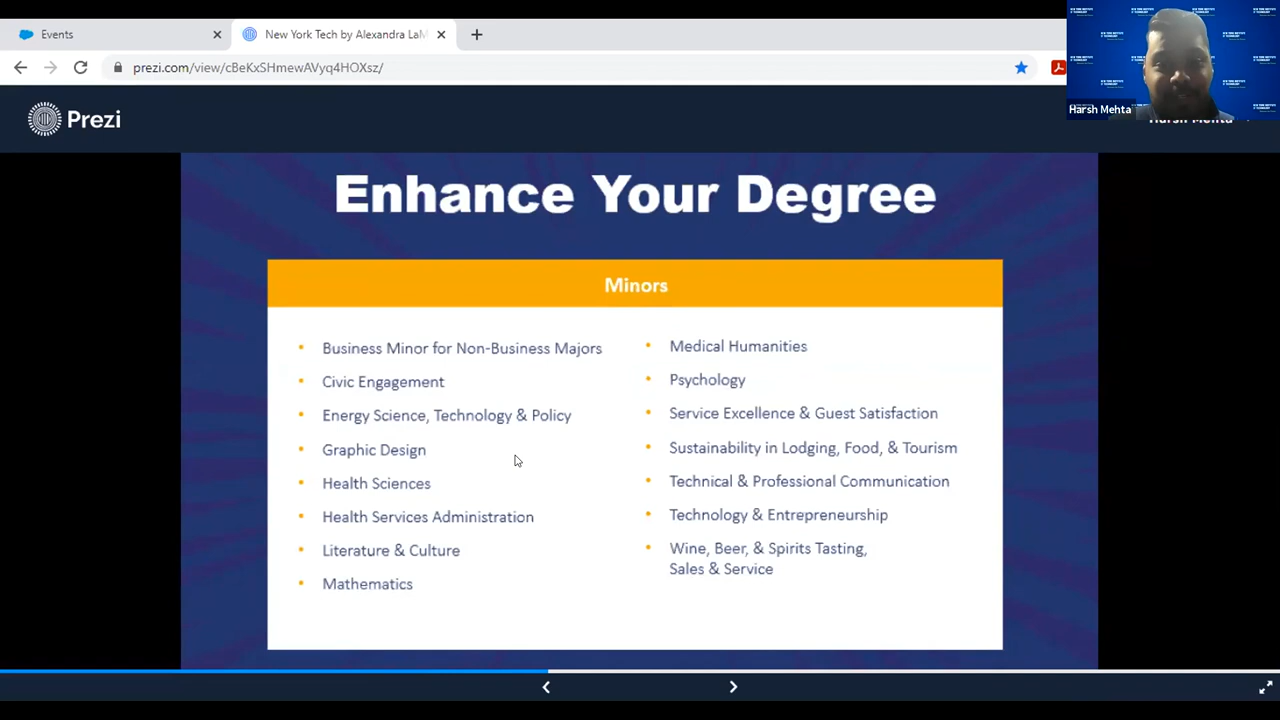 Events
New York Tech by Alexandra LaM
prezi.com/view/cBeKxSHmewAVyq4HOXsz/
Harsh Mehta
Prezi
Harsh Mehta
Enhance Your Degree
Minors
• Business Minor for Non-Business Majors
• Civic Engagement
• Energy Science, Technology & Policy
• Graphic Design
• Health Sciences
• Health Services Administration
• Literature & Culture
• Mathematics
• Medical Humanities
• Psychology
• Service Excellence & Guest Satisfaction
• Sustainability in Lodging, Food, & Tourism
• Technical & Professional Communication
• Technology & Entrepreneurship
• Wine, Beer, & Spirits Tasting,
Sales & Service